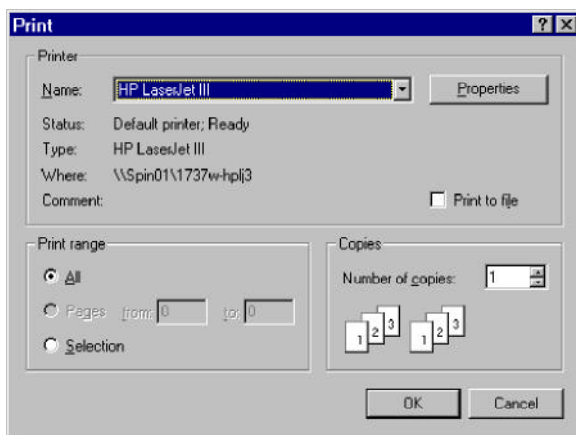 Print
Printer
Name: HP LaserJet III Properties
Status: Default printer; Ready
Type: HP LaserJet III
Where: \\Spin01\1737w-hplj3
Comment: Print to file
Print range
All
Pages from: 0 to: 0
Selection
Copies
Number of copies: 1
1 2 3 1 2 3
OK Cancel